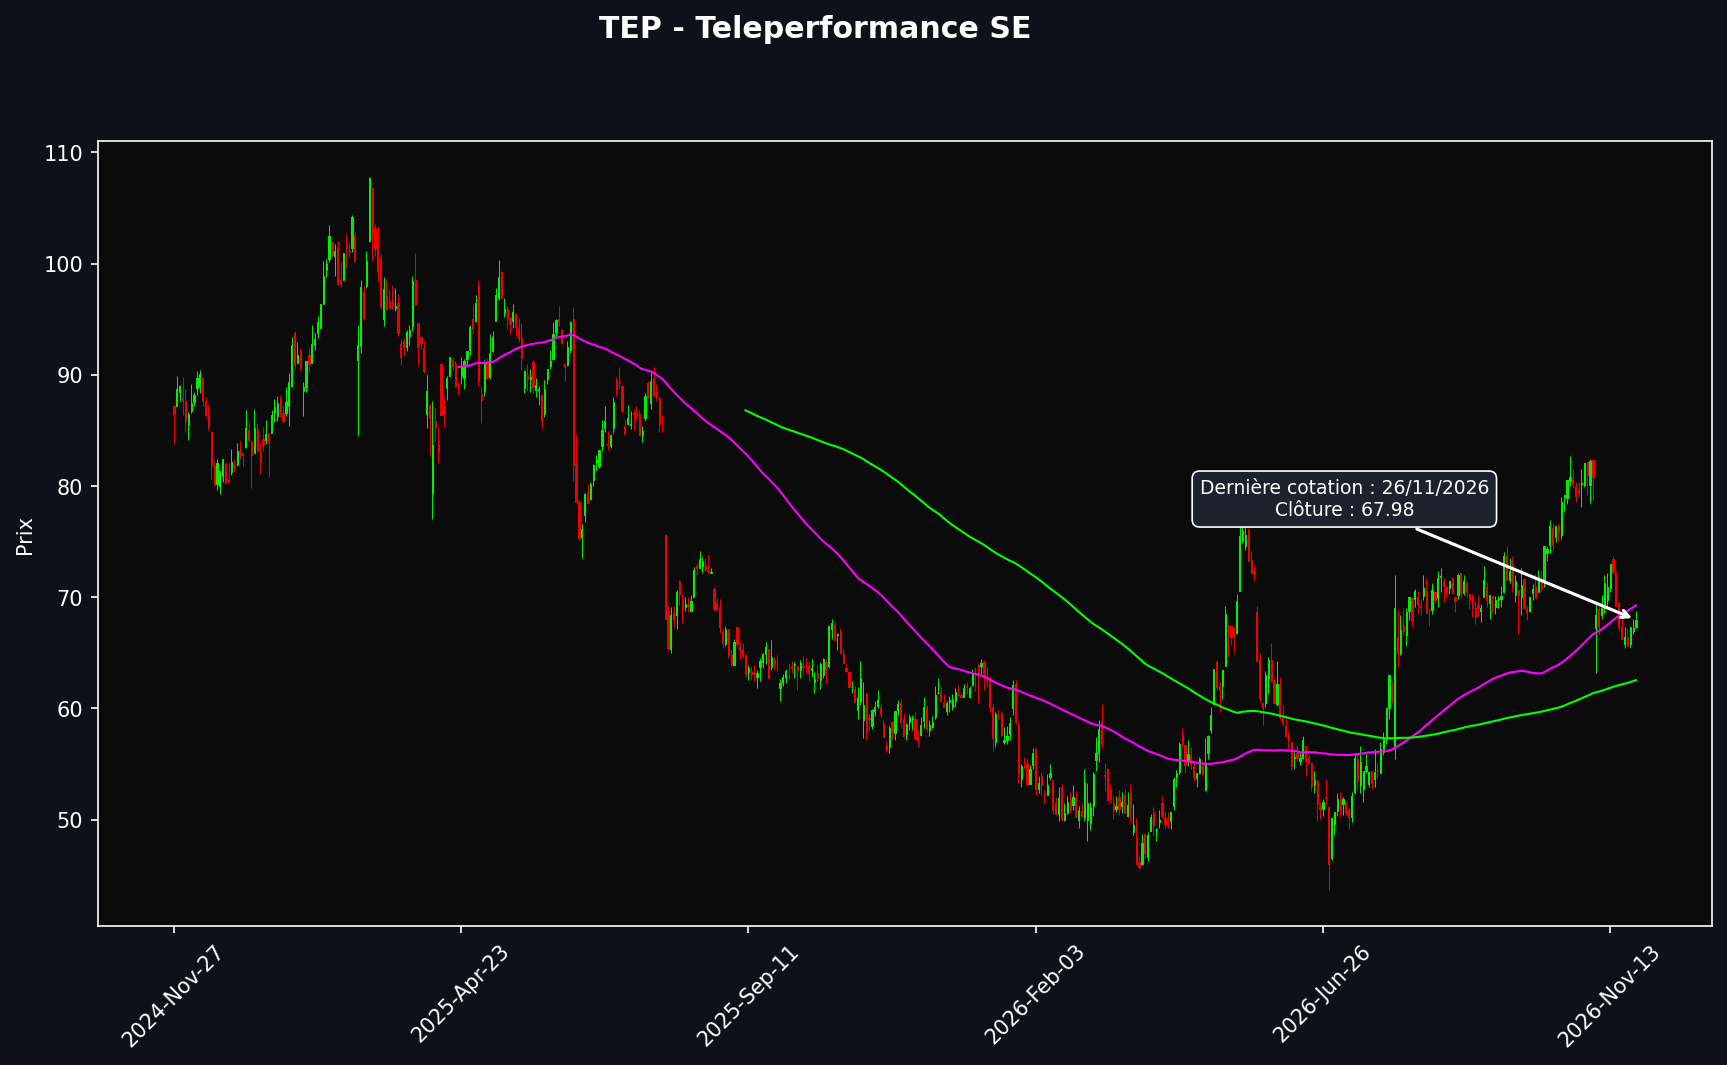 TEP - Teleperformance SE
110
100
90
80
70
60
50
Prix
Dernière cotation : 26/11/2026
Clôture : 67.98
2024-Nov-27
2025-Apr-23
2025-Sep-11
2026-Feb-03
2026-Jun-26
2026-Nov-13